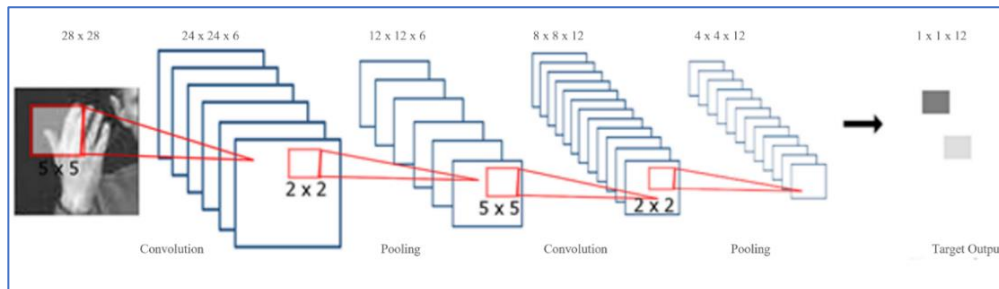 28 x 28 24 x 24 x 6 12 x 12 x 6 8 x 8 x 12 4 x 4 x 12 1 x 1 x 12
5 x 5
2 x 2
5 x 5
2 x 2
Convolution Pooling Convolution Pooling Target Outpu